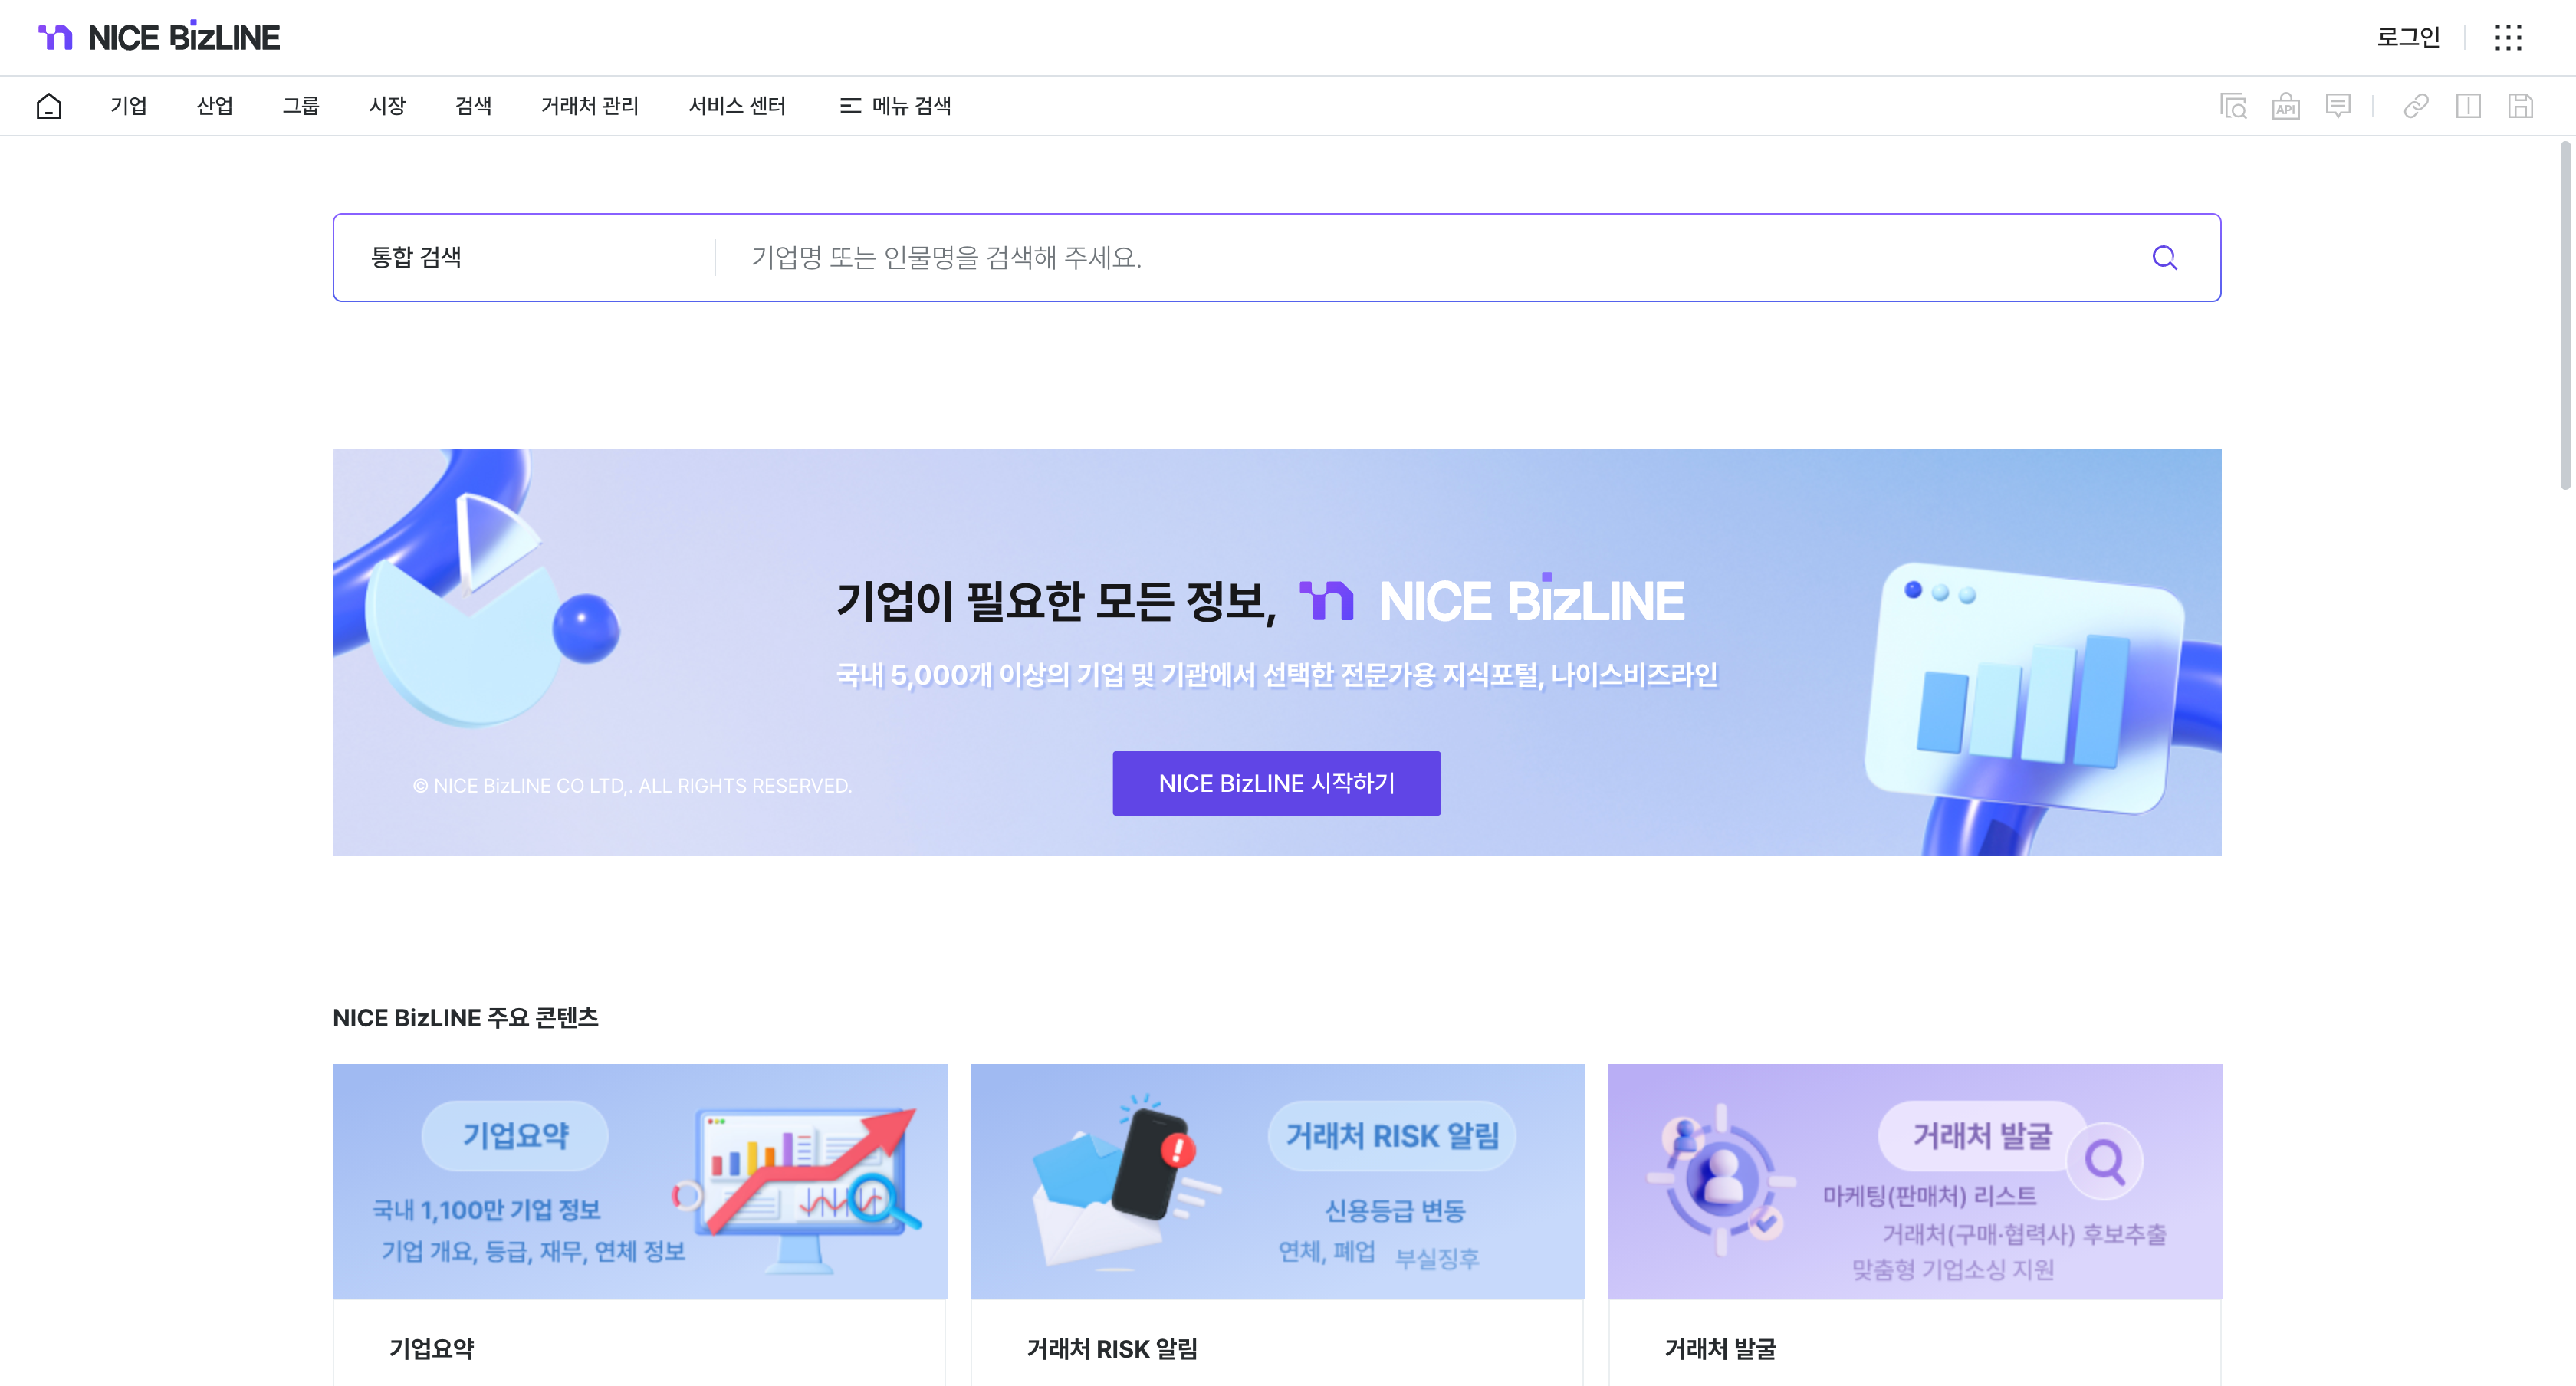 NICE BizLINE
로그인
기업 산업 그룹 시장 검색 거래처 관리 서비스 센터 메뉴 검색
API
통합 검색 기업명 또는 인물명을 검색해 주세요.
기업이 필요한 모든 정보, NICE BizLINE
국내 5,000개 이상의 기업 및 기관에서 선택한 전문가용 지식포털, 나이스비즈라인
NICE BizLINE 시작하기
© NICE BizLINE CO LTD,. ALL RIGHTS RESERVED.
NICE BizLINE 주요 콘텐츠
기업요약
국내 1,100만 기업 정보
기업 개요, 등급, 재무, 연체 정보
기업요약
거래처 RISK 알림
신용등급 변동
연체, 폐업 부실징후
거래처 RISK 알림
거래처 발굴
마케팅(판매처) 리스트
거래처(구매·협력사) 후보추출
맞춤형 기업소싱 지원
거래처 발굴